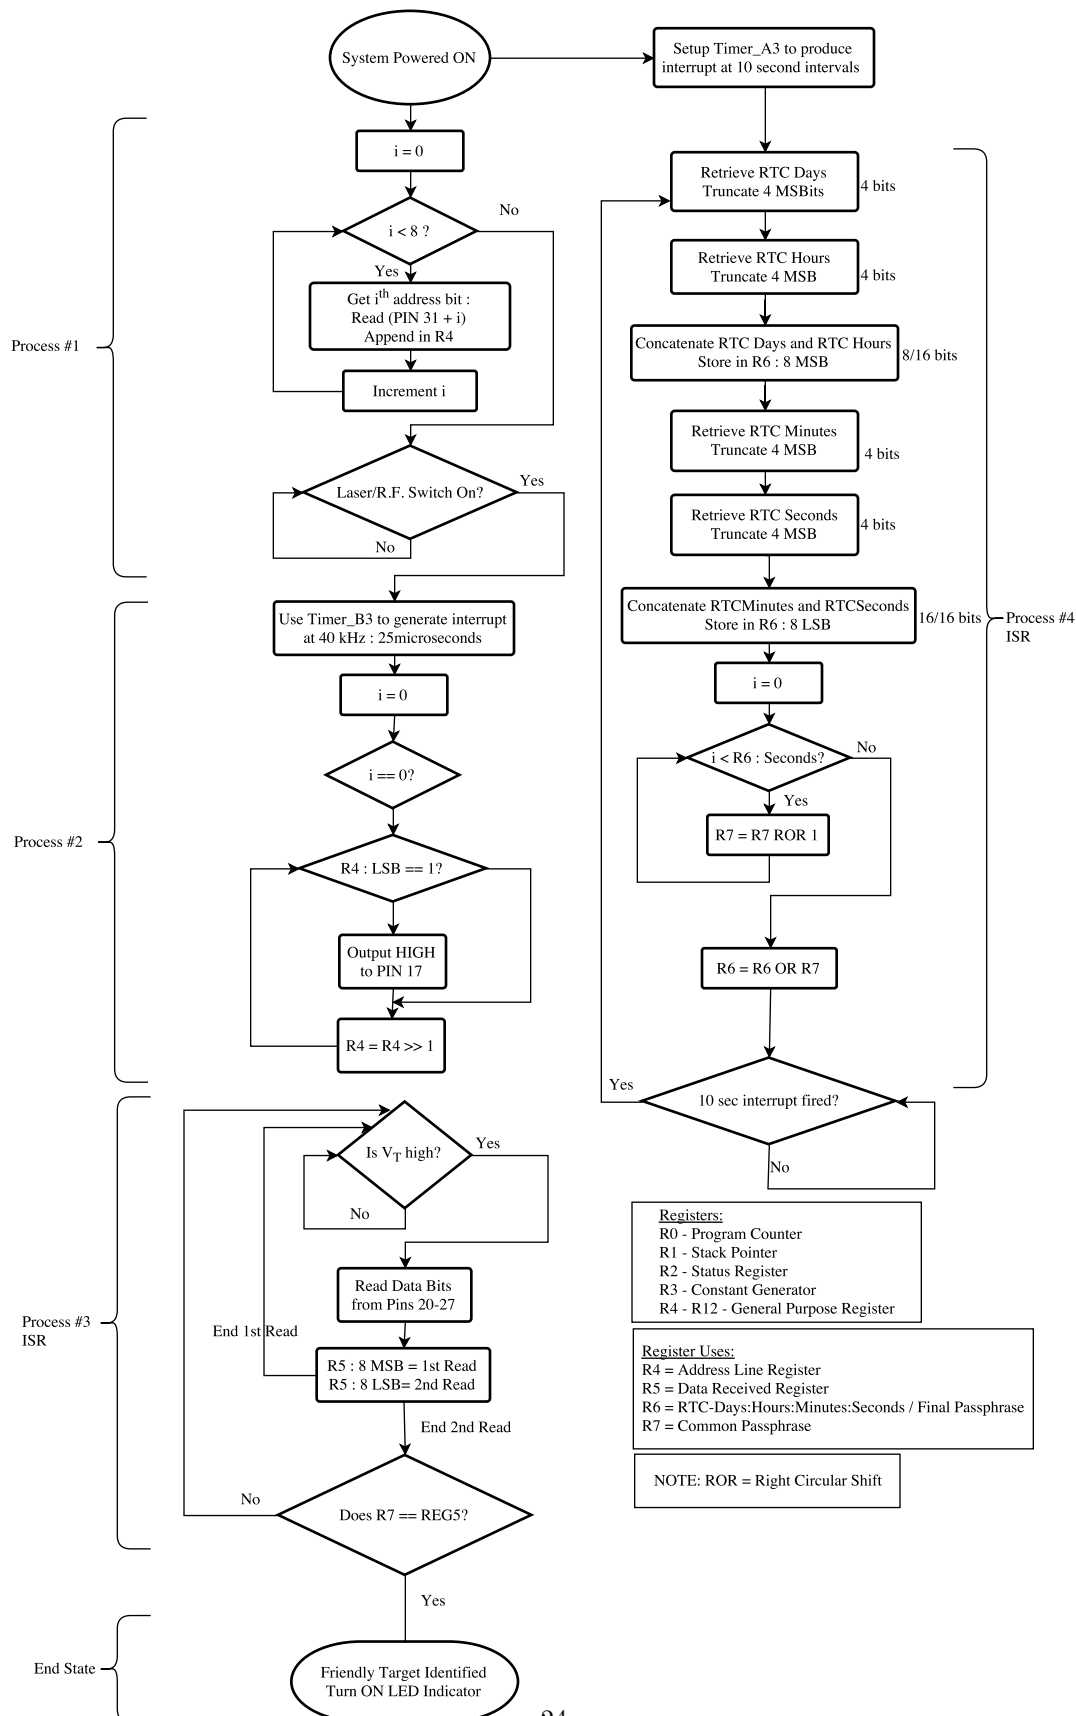 System Powered ON
Setup Timer_A3 to produce
interrupt at 10 second intervals
Process #1
i = 0
i < 8 ?
No
Yes
Get ith address bit :
Read (PIN 31 + i)
Append in R4
Increment i
Laser/R.F. Switch On?
Yes
No
Process #2
Use Timer_B3 to generate interrupt
at 40 kHz : 25microseconds
i = 0
i == 0?
R4 : LSB == 1?
Output HIGH
to PIN 17
R4 = R4 >> 1
Process #3
ISR
Is VT high?
Yes
No
Read Data Bits
from Pins 20-27
End 1st Read
R5 : 8 MSB = 1st Read
R5 : 8 LSB= 2nd Read
End 2nd Read
No
Does R7 == REG5?
Yes
End State
Friendly Target Identified
Turn ON LED Indicator
Retrieve RTC Days
Truncate 4 MSBits
4 bits
Retrieve RTC Hours
Truncate 4 MSB
4 bits
Concatenate RTC Days and RTC Hours
Store in R6 : 8 MSB
8/16 bits
Retrieve RTC Minutes
Truncate 4 MSB
4 bits
Retrieve RTC Seconds
Truncate 4 MSB
4 bits
Concatenate RTCMinutes and RTCSeconds
Store in R6 : 8 LSB
16/16 bits
Process #4
ISR
i = 0
i < R6 : Seconds?
No
Yes
R7 = R7 ROR 1
R6 = R6 OR R7
Yes
10 sec interrupt fired?
No
Registers:
R0 - Program Counter
R1 - Stack Pointer
R2 - Status Register
R3 - Constant Generator
R4 - R12 - General Purpose Register
Register Uses:
R4 = Address Line Register
R5 = Data Received Register
R6 = RTC-Days:Hours:Minutes:Seconds / Final Passphrase
R7 = Common Passphrase
NOTE: ROR = Right Circular Shift